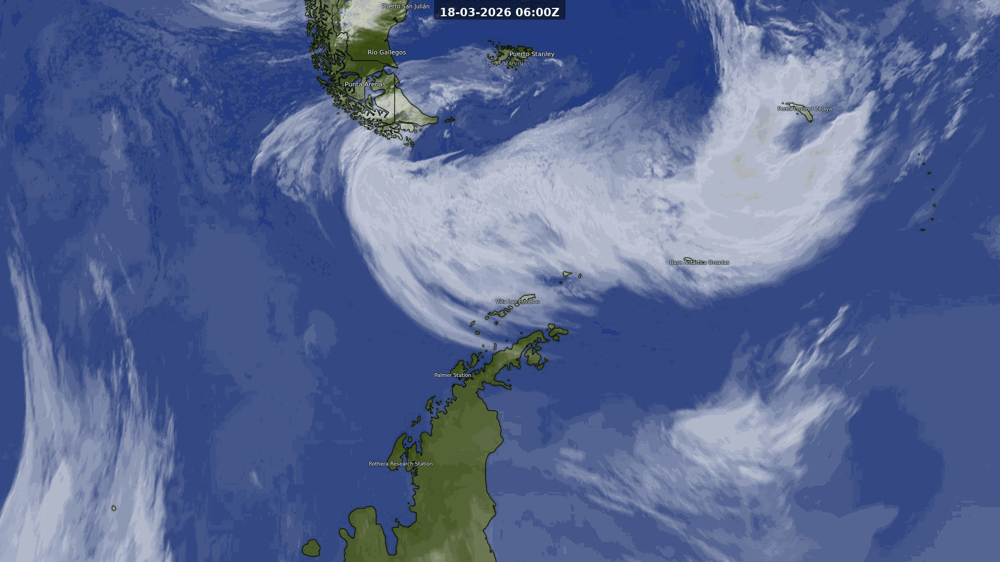 Puerto San Julián
18-03-2026 06:00Z
Río Gallegos
Puerto Stanley
ISLAS MALVINAS
Punta Arenas
Punta Coronel Zelaya
Base Antártica Orcadas
Villa Las Estrellas
Palmer Station
Rothera Research Station